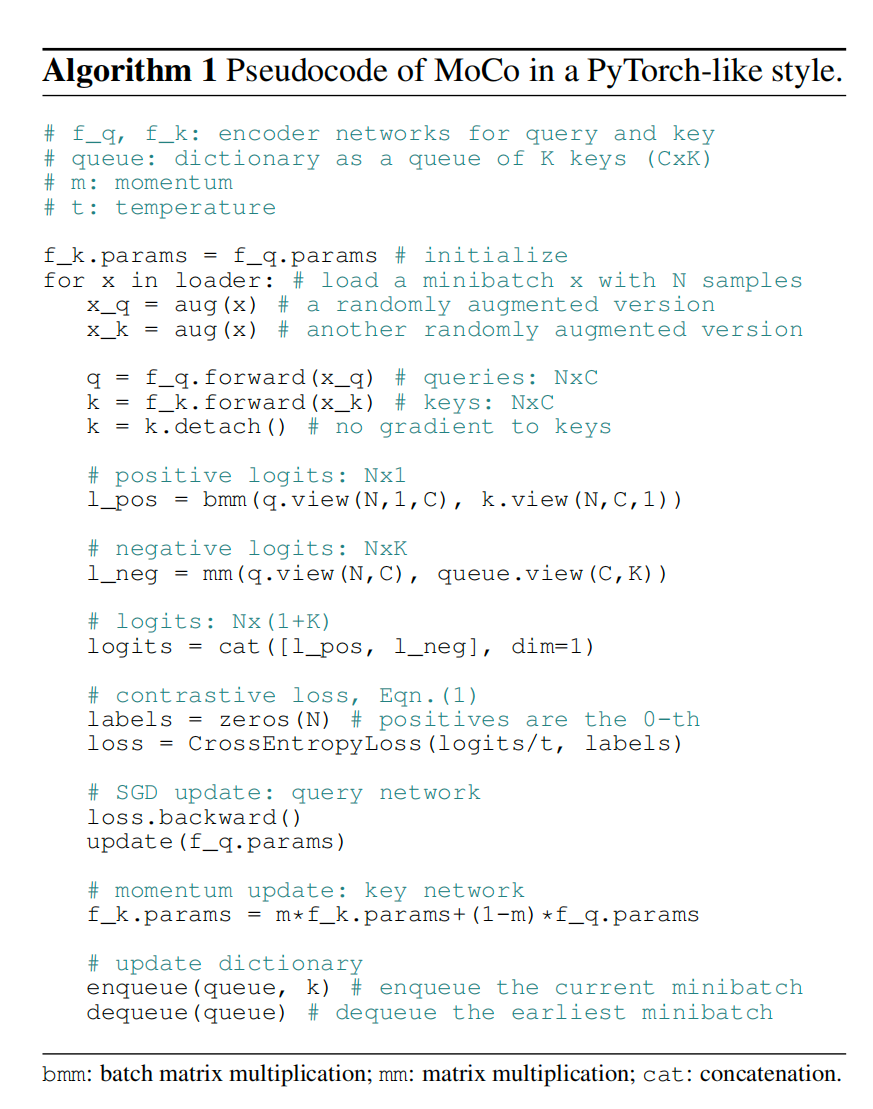 Algorithm 1 Pseudocode of MoCo in a PyTorch-like style.
# f_q, f_k: encoder networks for query and key
# queue: dictionary as a queue of K keys (CxK)
# m: momentum
# t: temperature
f_k.params = f_q.params # initialize
for x in loader: # load a minibatch x with N samples
x_q = aug(x) # a randomly augmented version
x_k = aug(x) # another randomly augmented version
q = f_q.forward(x_q) # queries: NxC
k = f_k.forward(x_k) # keys: NxC
k = k.detach() # no gradient to keys
# positive logits: Nx1
l_pos = bmm(q.view(N,1,C), k.view(N,C,1))
# negative logits: NxK
l_neg = mm(q.view(N,C), queue.view(C,K))
# logits: Nx(1+K)
logits = cat([l_pos, l_neg], dim=1)
# contrastive loss, Eqn.(1)
labels = zeros(N) # positives are the 0-th
loss = CrossEntropyLoss(logits/t, labels)
# SGD update: query network
loss.backward()
update(f_q.params)
# momentum update: key network
f_k.params = m*f_k.params+(1-m)*f_q.params
# update dictionary
enqueue(queue, k) # enqueue the current minibatch
dequeue(queue) # dequeue the earliest minibatch
bmm: batch matrix multiplication; mm: matrix multiplication; cat: concatenation.